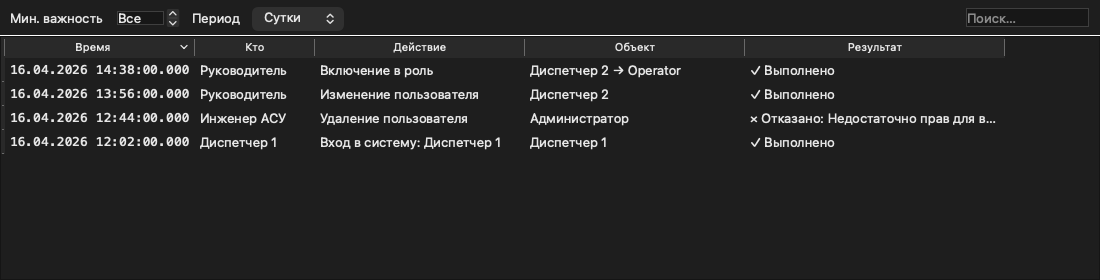 Мин. важность Все Период Сутки Поиск...
Время Кто Действие Объект Результат
16.04.2026 14:38:00.000 Руководитель Включение в роль Диспетчер 2 → Operator ✓ Выполнено
16.04.2026 13:56:00.000 Руководитель Изменение пользователя Диспетчер 2 ✓ Выполнено
16.04.2026 12:44:00.000 Инженер АСУ Удаление пользователя Администратор × Отказано: Недостаточно прав для в...
16.04.2026 12:02:00.000 Диспетчер 1 Вход в систему: Диспетчер 1 Диспетчер 1 ✓ Выполнено